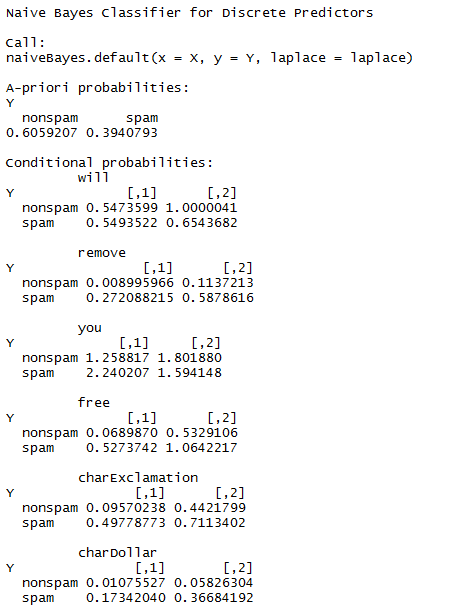 Naive Bayes Classifier for Discrete Predictors
Call:
naiveBayes.default(x = X, y = Y, laplace = laplace)
A-priori probabilities:
Y
nonspam spam
0.6059207 0.3940793
Conditional probabilities:
will
Y [,1] [,2]
nonspam 0.5473599 1.0000041
spam 0.5493522 0.6543682
remove
Y [,1] [,2]
nonspam 0.008995966 0.1137213
spam 0.272088215 0.5878616
you
Y [,1] [,2]
nonspam 1.258817 1.801880
spam 2.240207 1.594148
free
Y [,1] [,2]
nonspam 0.0689870 0.5329106
spam 0.5273742 1.0642217
charExclamation
Y [,1] [,2]
nonspam 0.09570238 0.4421799
spam 0.49778773 0.7113402
charDollar
Y [,1] [,2]
nonspam 0.01075527 0.05826304
spam 0.17342040 0.36684192